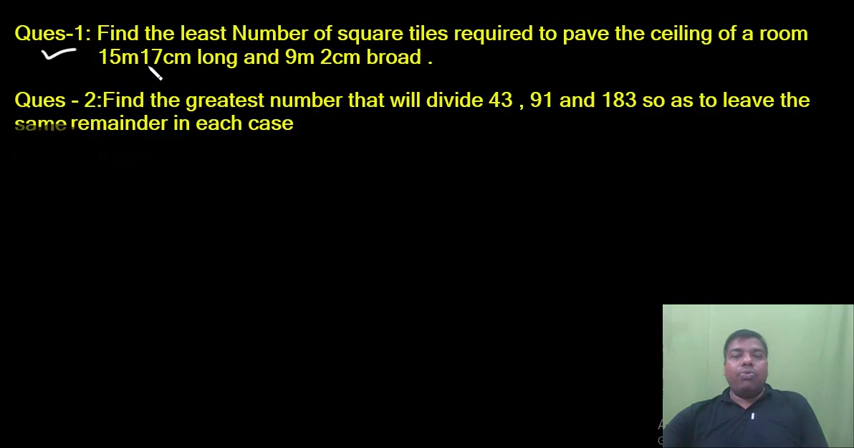 Ques-1: Find the least Number of square tiles required to pave the ceiling of a room
15m17cm long and 9m 2cm broad .
Ques - 2:Find the greatest number that will divide 43 , 91 and 183 so as to leave the
same remainder in each case